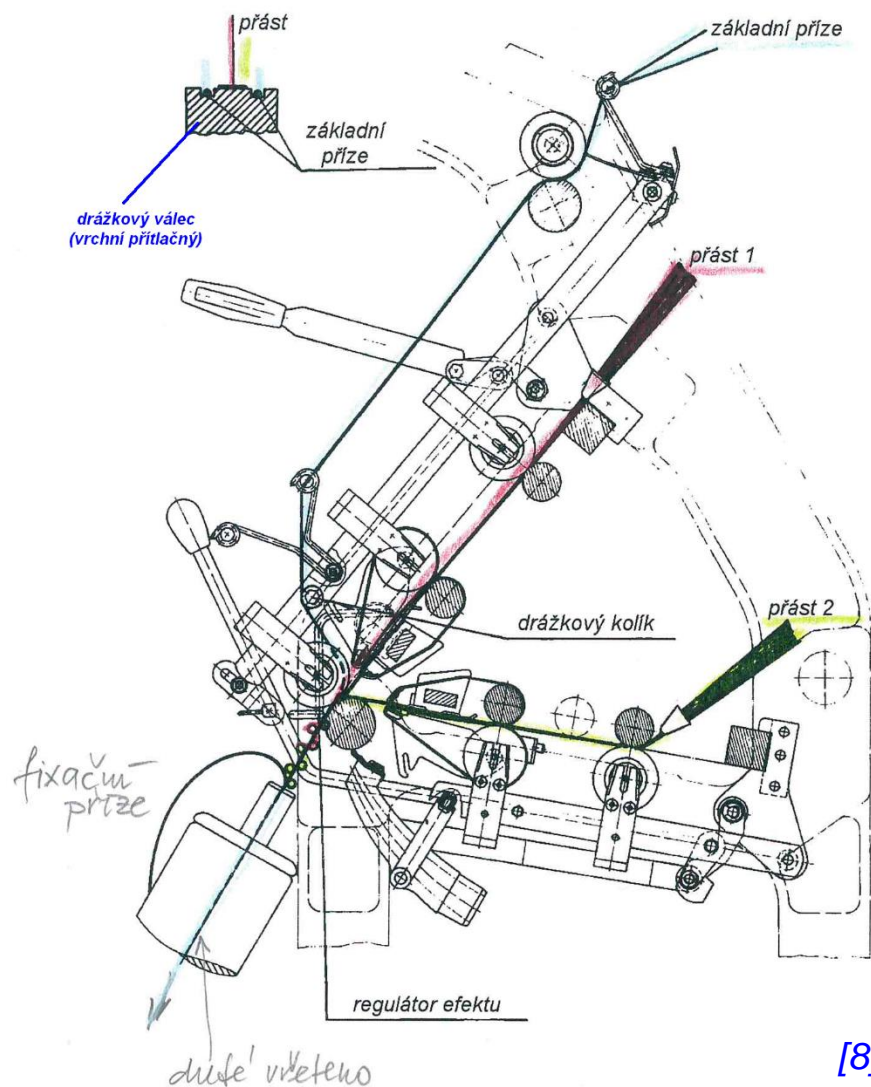 přást
základní příze
základní
příze
drážkový válec
(vrchní přítlačný)
přást 1
přást 2
drážkový kolík
fixační
příze
regulátor efektu
duté vřeteno
[8]